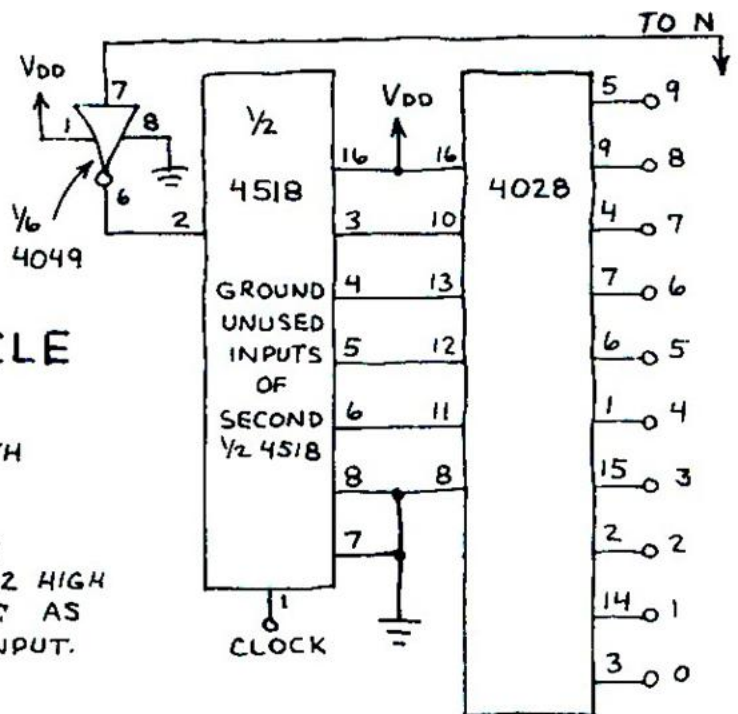 TO N
VDD
7
1
8
1/6
4049
6
2
1/2
4518
GROUND
UNUSED
INPUTS
OF
SECOND
1/2 4518
VDD
16 16
3 10
4 13
5 12
6 11
8 8
7
1
CLOCK
4028
5 9
9 8
4 7
7 6
6 5
1 4
15 3
2 2
14 1
3 0
CLE
H
2 HIGH
AS
NPUT.